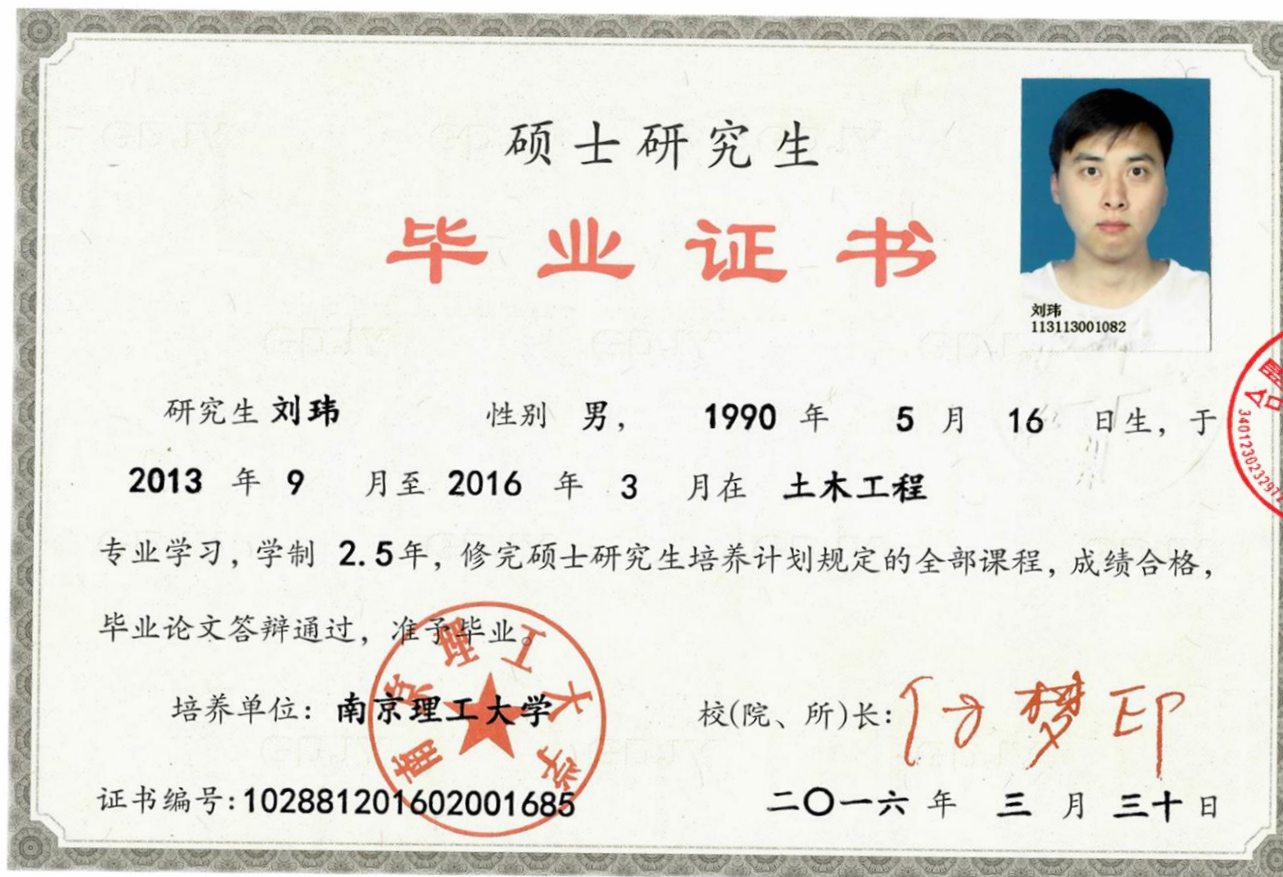 硕士研究生
毕业证书
刘玮
113113001082
研究生 刘玮 性别 男, 1990 年 5 月 16 日生, 于
2013 年 9 月至 2016 年 3 月在 土木工程
专业学习, 学制 2.5年, 修完硕士研究生培养计划规定的全部课程, 成绩合格,
毕业论文答辩通过, 准予毕业。
培养单位: 南京理工大学
校(院、所)长:
南京理工大学
证书编号:102881201602001685
二〇一六 年 三 月 三十 日